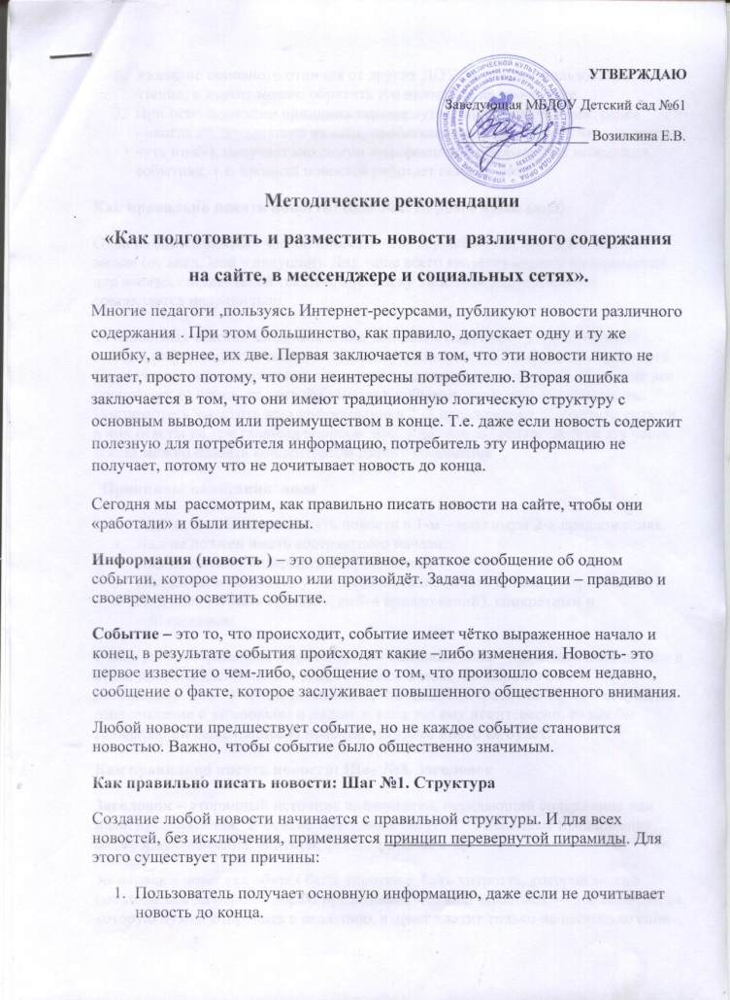 УТВЕРЖДАЮ
Заведующая МБДОУ Детский сад №61
Возилкина Е.В.
Методические рекомендации
«Как подготовить и разместить новости различного содержания
на сайте, в мессенджере и социальных сетях».
Многие педагоги ,пользуясь Интернет-ресурсами, публикуют новости различного
содержания . При этом большинство, как правило, допускает одну и ту же
ошибку, а вернее, их две. Первая заключается в том, что эти новости никто не
читает, просто потому, что они неинтересны потребителю. Вторая ошибка
заключается в том, что они имеют традиционную логическую структуру с
основным выводом или преимуществом в конце. Т.е. даже если новость содержит
полезную для потребителя информацию, потребитель эту информацию не
получает, потому что не дочитывает новость до конца.
Сегодня мы рассмотрим, как правильно писать новости на сайте, чтобы они
«работали» и были интересны.
Информация (новость ) – это оперативное, краткое сообщение об одном
событии, которое произошло или произойдёт. Задача информации – правдиво и
своевременно осветить событие.
Событие – это то, что происходит, событие имеет чётко выраженное начало и
конец, в результате события происходят какие –либо изменения. Новость- это
первое известие о чем-либо, сообщение о том, что произошло совсем недавно,
сообщение о факте, которое заслуживает повышенного общественного внимания.
Любой новости предшествует событие, но не каждое событие становится
новостью. Важно, чтобы событие было общественно значимым.
Как правильно писать новости: Шаг №1. Структура
Создание любой новости начинается с правильной структуры. И для всех
новостей, без исключения, применяется принцип перевернутой пирамиды. Для
этого существует три причины:
1. Пользователь получает основную информацию, даже если не дочитывает
новость до конца.